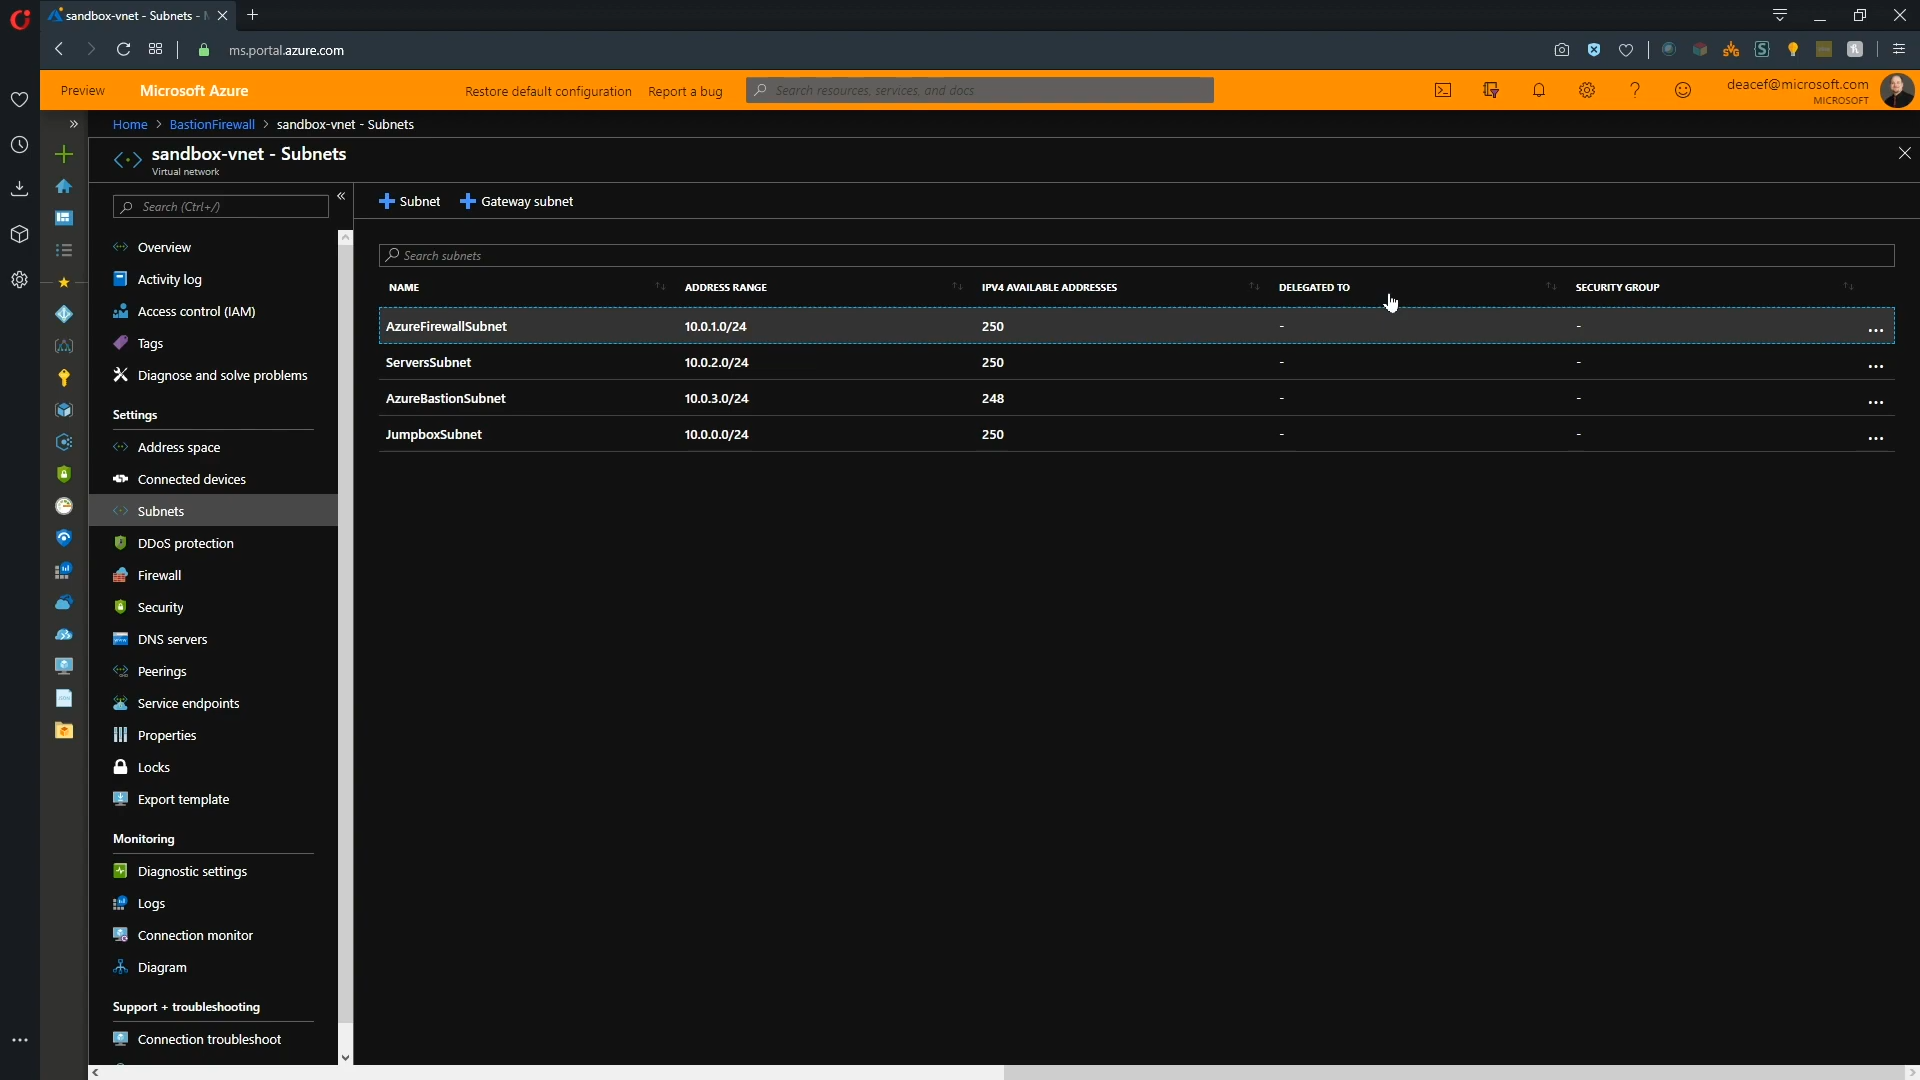 sandbox-vnet - Subnets -
ms.portal.azure.com
Preview
Microsoft Azure
Restore default configuration
Report a bug
Search resources, services, and docs
deacef@microsoft.com
MICROSOFT
Home > BastionFirewall > sandbox-vnet - Subnets
sandbox-vnet - Subnets
Virtual network
Search (Ctrl+/)
Overview
Activity log
Access control (IAM)
Tags
Diagnose and solve problems
Settings
Address space
Connected devices
Subnets
DDoS protection
Firewall
Security
DNS servers
Peerings
Service endpoints
Properties
Locks
Export template
Monitoring
Diagnostic settings
Logs
Connection monitor
Diagram
Support + troubleshooting
Connection troubleshoot
+ Subnet
+ Gateway subnet
Search subnets
NAME ADDRESS RANGE IPV4 AVAILABLE ADDRESSES DELEGATED TO SECURITY GROUP
AzureFirewallSubnet 10.0.1.0/24 250 - - ...
ServersSubnet 10.0.2.0/24 250 - - ...
AzureBastionSubnet 10.0.3.0/24 248 - - ...
JumpboxSubnet 10.0.0.0/24 250 - - ...